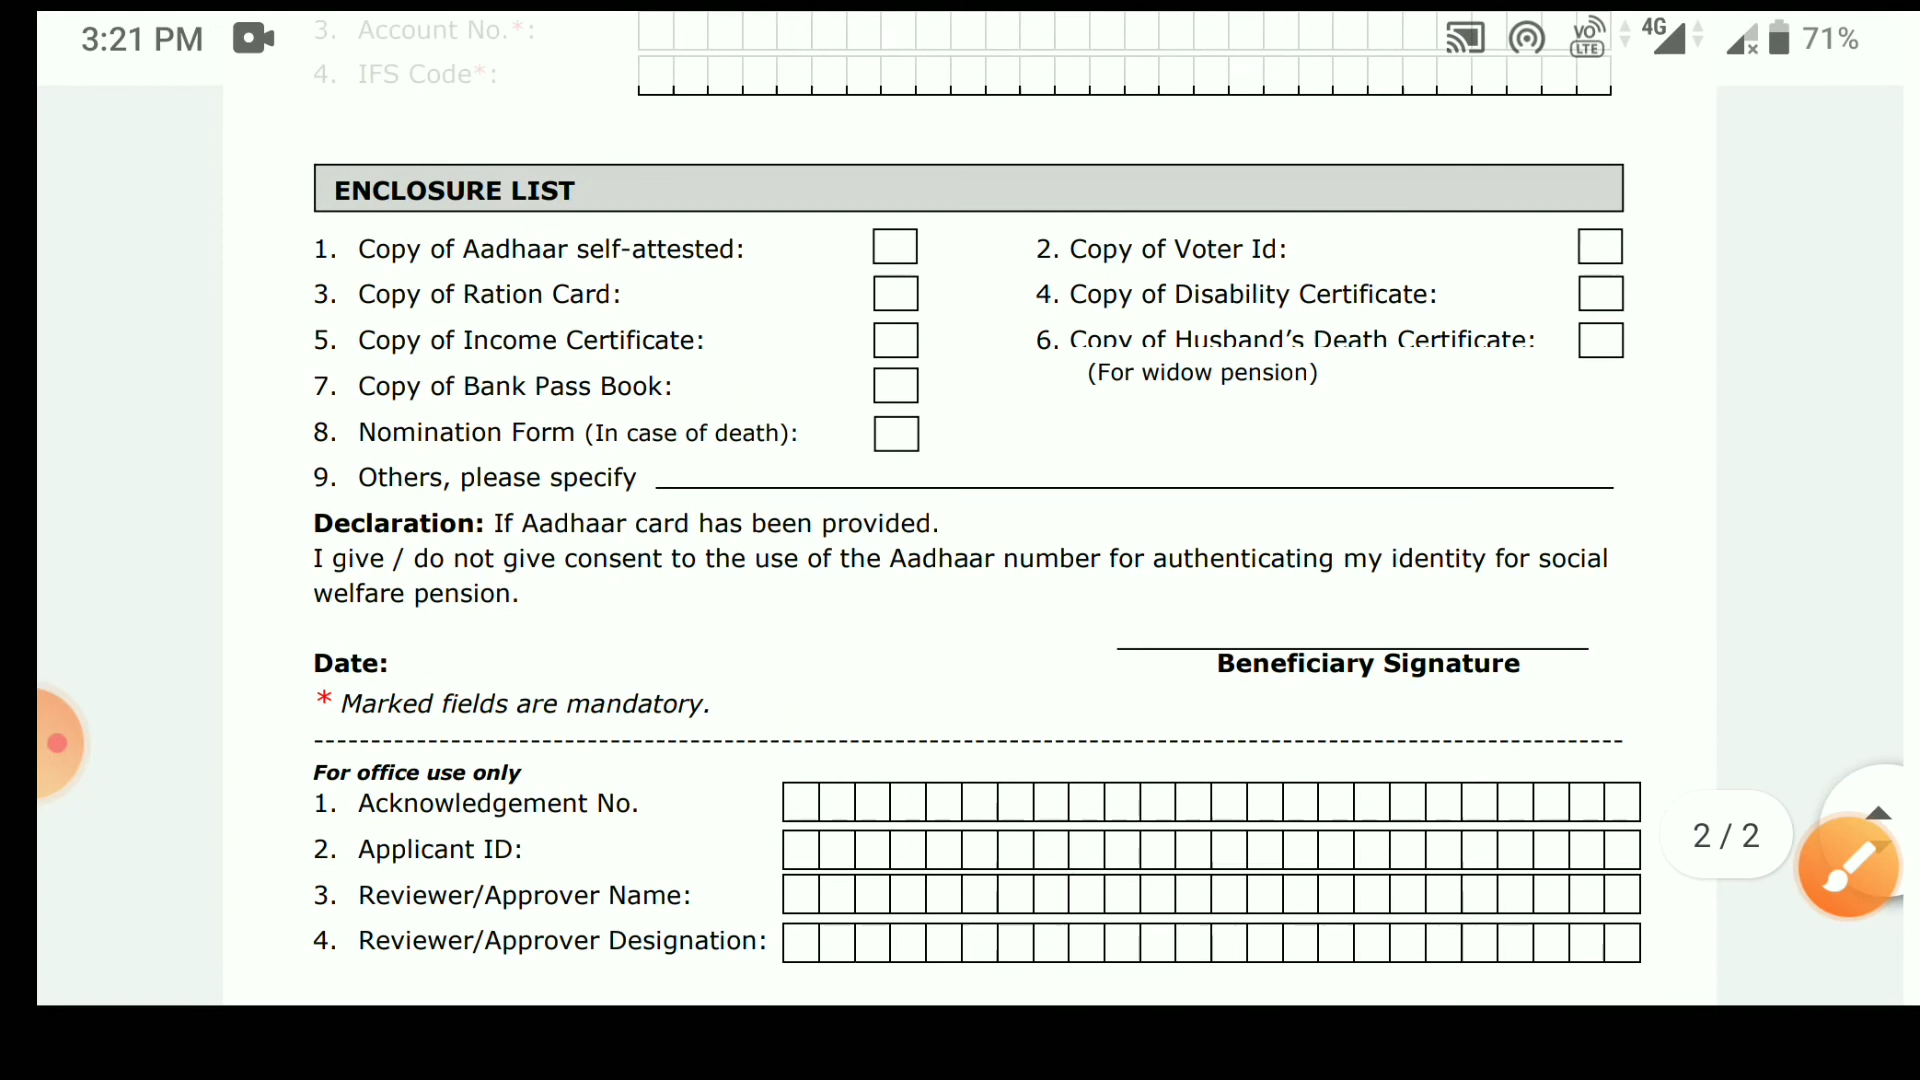 3:21 PM
VO LTE 4G 71%
3. Account No.*:
4. IFS Code*:
ENCLOSURE LIST
1. Copy of Aadhaar self-attested:
2. Copy of Voter Id:
3. Copy of Ration Card:
4. Copy of Disability Certificate:
5. Copy of Income Certificate:
6. Copy of Husband’s Death Certificate:
(For widow pension)
7. Copy of Bank Pass Book:
8. Nomination Form (In case of death):
9. Others, please specify
Declaration: If Aadhaar card has been provided.
I give / do not give consent to the use of the Aadhaar number for authenticating my identity for social
welfare pension.
Date:
Beneficiary Signature
* Marked fields are mandatory.
For office use only
1. Acknowledgement No.
2. Applicant ID:
3. Reviewer/Approver Name:
4. Reviewer/Approver Designation:
2 / 2